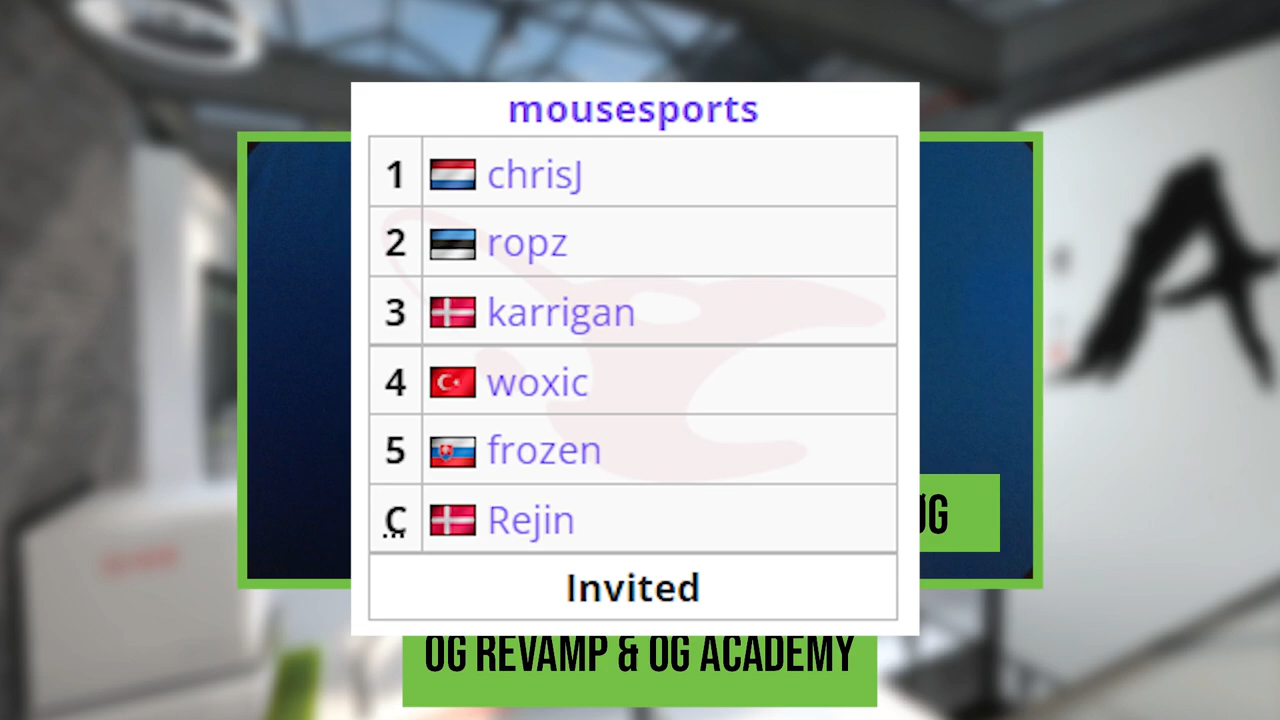 mousesports
1 chrisJ
2 ropz
3 karrigan
4 woxic
5 frozen
C Rejin
Invited
OG REVAMP & OG ACADEMY
A